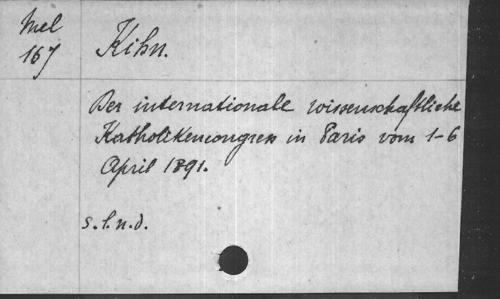 Mel
167
Kihn.
Der internationale wissenschaftliche
Katholikencongress in Paris vom 1-6
April 1891.
s.l.n.d.